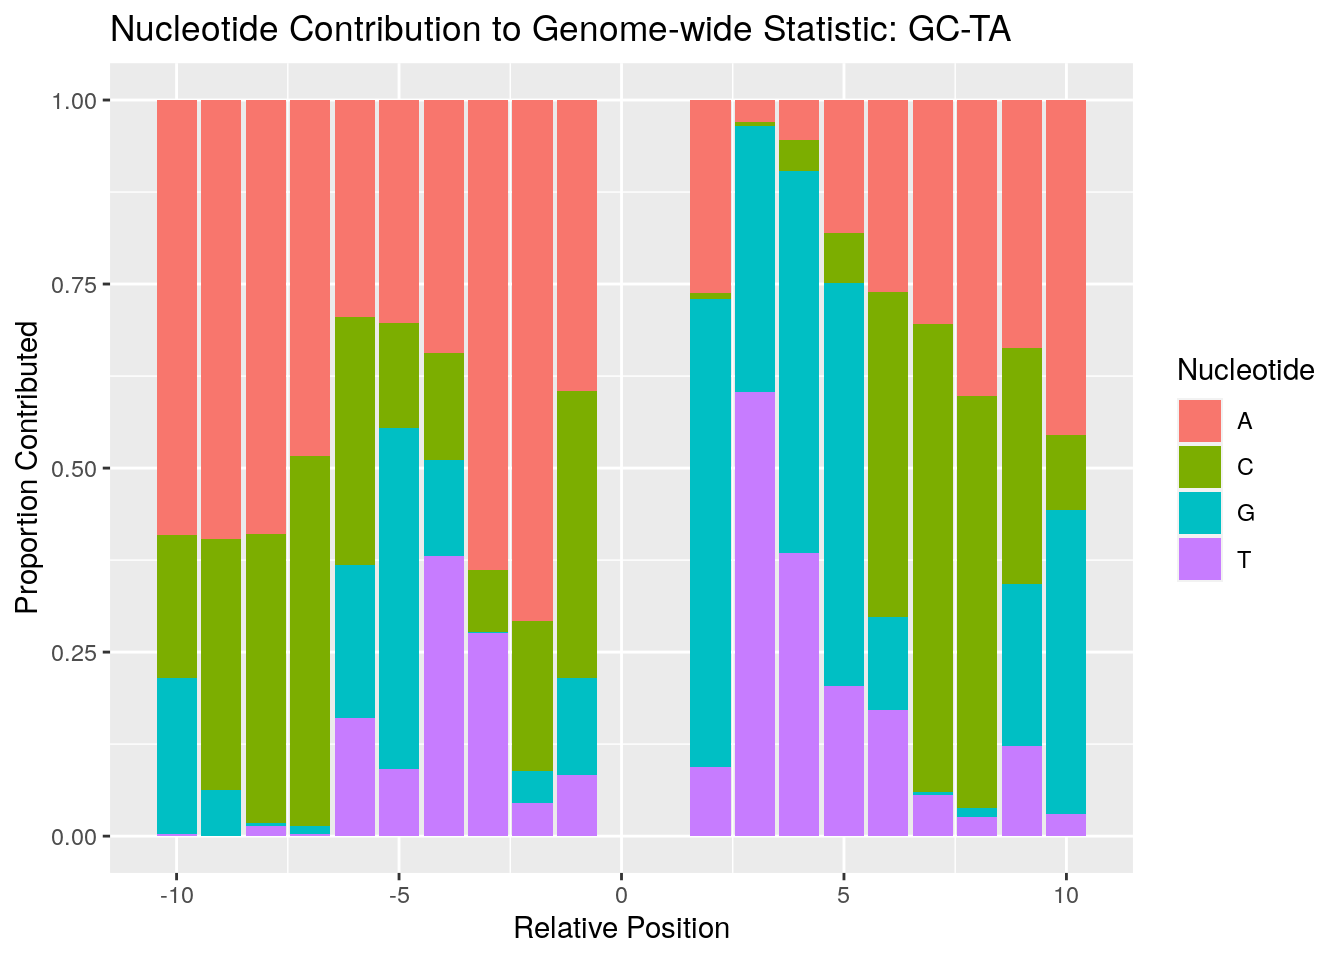 Nucleotide Contribution to Genome-wide Statistic: GC-TA
Proportion Contributed
1.00
0.75
0.50
0.25
0.00
-10
-5
0
5
10
Relative Position
Nucleotide
A
C
G
T